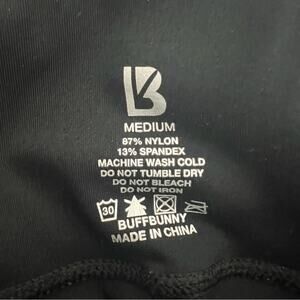 B
MEDIUM
87% NYLON
13% SPANDEX
MACHINE WASH COLD
DO NOT TUMBLE DRY
DO NOT BLEACH
DO NOT IRON
30
BUFFBUNNY
MADE IN CHINA